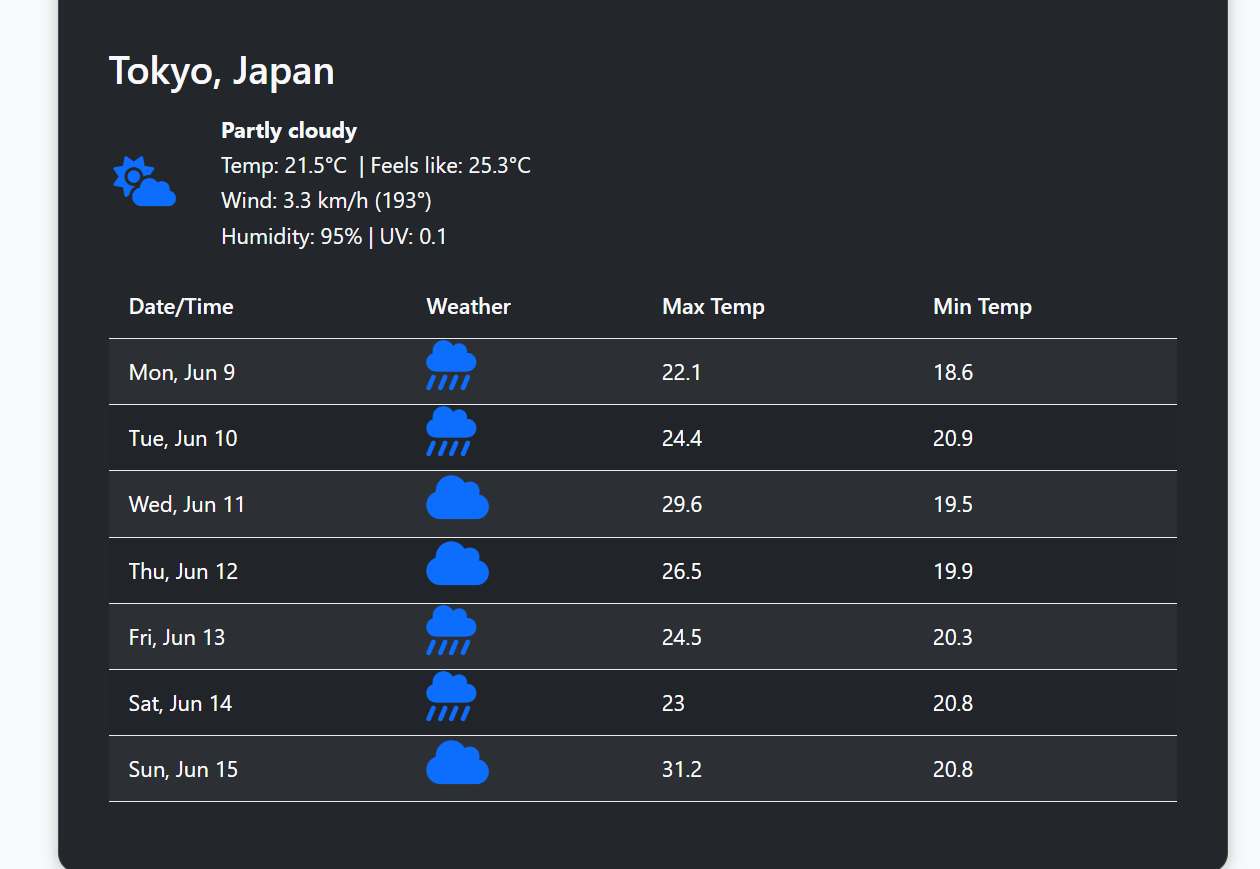 Tokyo, Japan
Partly cloudy
Temp: 21.5°C | Feels like: 25.3°C
Wind: 3.3 km/h (193°)
Humidity: 95% | UV: 0.1
Date/Time Weather Max Temp Min Temp
Mon, Jun 9 22.1 18.6
Tue, Jun 10 24.4 20.9
Wed, Jun 11 29.6 19.5
Thu, Jun 12 26.5 19.9
Fri, Jun 13 24.5 20.3
Sat, Jun 14 23 20.8
Sun, Jun 15 31.2 20.8